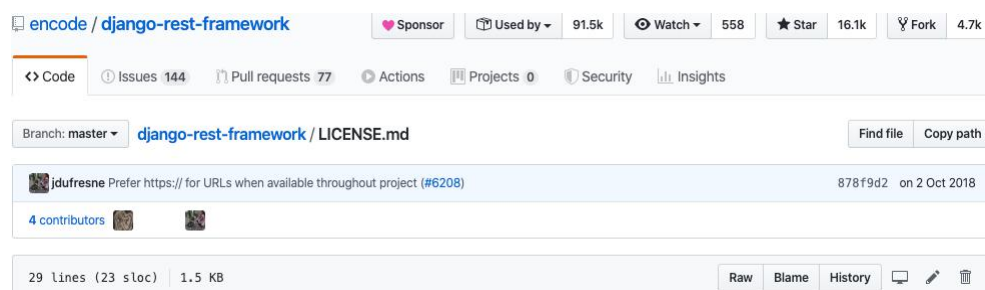 encode / django-rest-framework Sponsor Used by 91.5k Watch 558 Star 16.1k Fork 4.7k
<> Code Issues 144 Pull requests 77 Actions Projects 0 Security Insights
Branch: master django-rest-framework / LICENSE.md Find file Copy path
jdufresne Prefer https:// for URLs when available throughout project (#6208) 878f9d2 on 2 Oct 2018
4 contributors
29 lines (23 sloc) 1.5 KB Raw Blame History